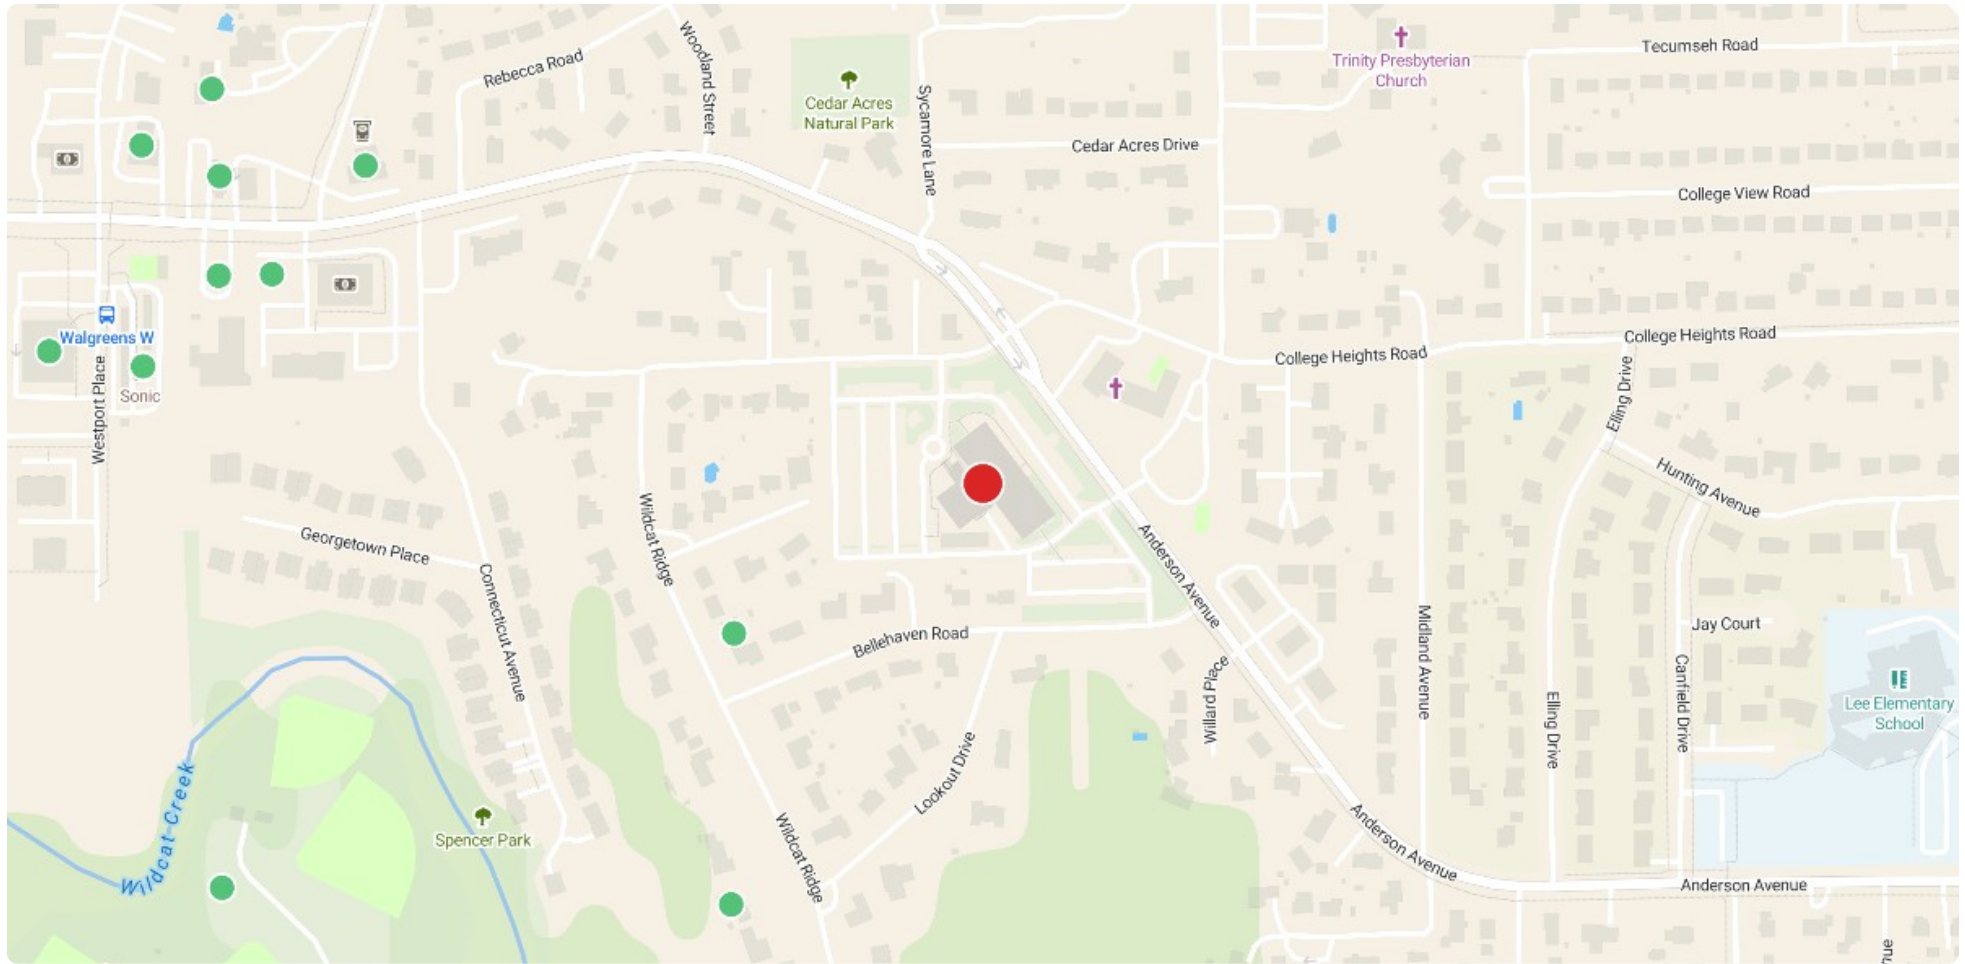 Rebecca Road
Woodland Street
Cedar Acres
Natural Park
Sycamore Lane
Cedar Acres Drive
Trinity Presbyterian
Church
Tecumseh Road
College View Road
College Heights Road
College Heights Road
Walgreens W
Sonic
Westport Place
Elling Drive
Hunting Avenue
Georgetown Place
Connecticut Avenue
Wildcat Ridge
Anderson Avenue
Bellehaven Road
Willard Place
Midland Avenue
Jay Court
Canfield Drive
Elling Drive
Lee Elementary
School
Wildcat Creek
Spencer Park
Lookout Drive
Wildcat Ridge
Anderson Avenue
Anderson Avenue
nue